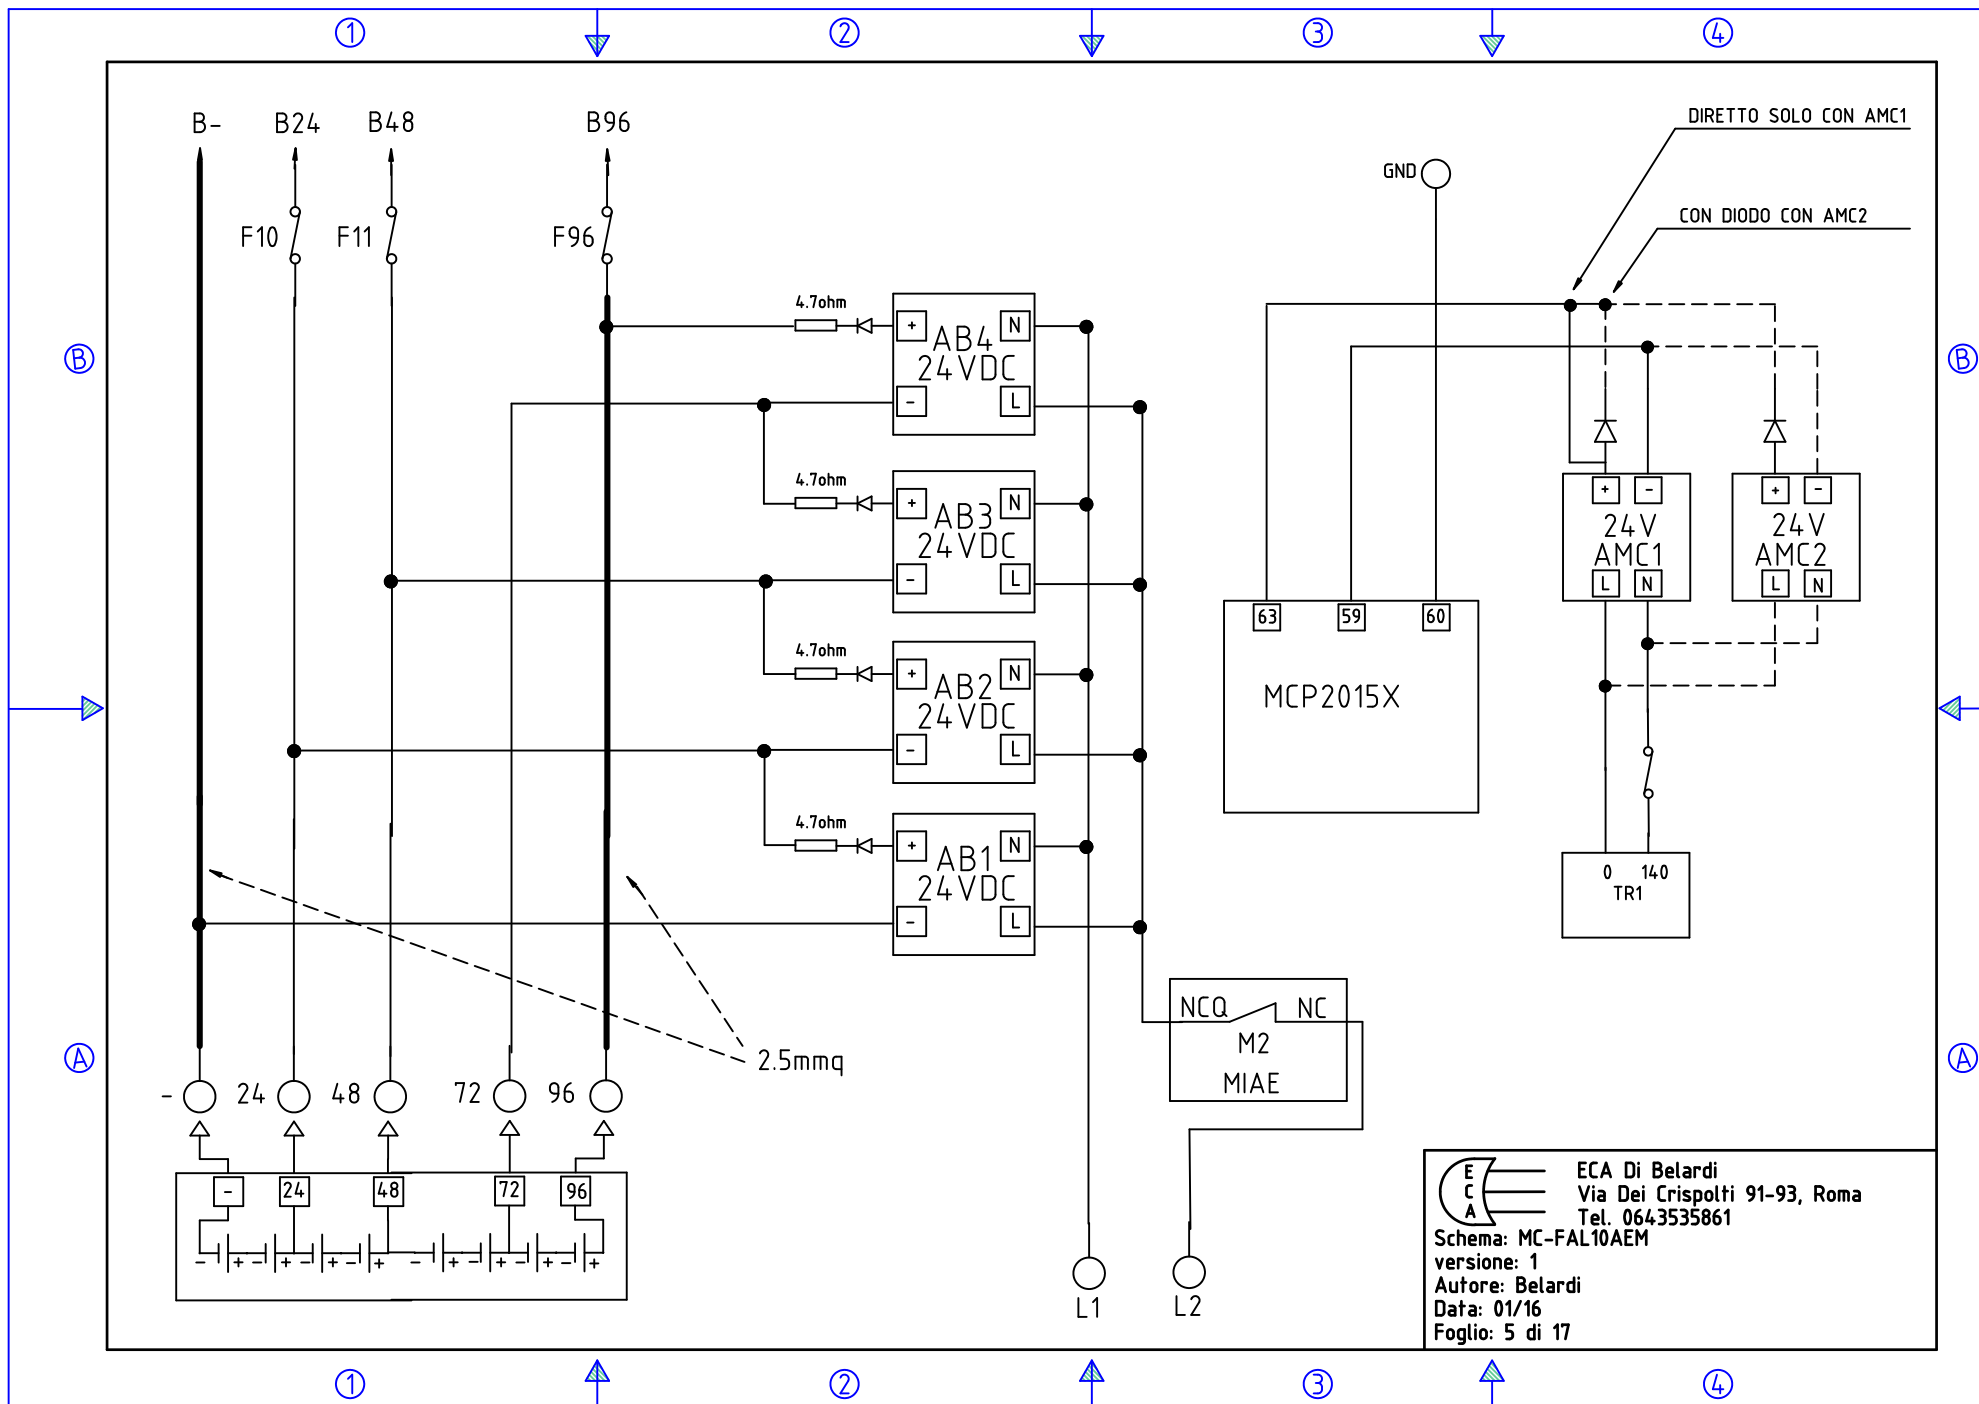 1 2 3 4
B- B24 B48 B96
DIRETTO SOLO CON AMC1
GND
CON DIODO CON AMC2
F10 F11 F96
4.7ohm
+ N
AB4
24VDC
- L
B B
4.7ohm
+ N
AB3
24VDC
- L
+ - + -
24V 24V
AMC1 AMC2
L N L N
63 59 60
MCP2015X
4.7ohm
+ N
AB2
24VDC
- L
4.7ohm
+ N
AB1
24VDC
- L
0 140
TR1
NCQ NC
M2
MIAE
2.5mmq
A A
- 24 48 72 96
- 24 48 72 96
- + - + - + - + - + - + - + - +
L1 L2
E
C
A
ECA Di Belardi
Via Dei Crispolti 91-93, Roma
Tel. 0643535861
Schema: MC-FAL10AEM
versione: 1
Autore: Belardi
Data: 01/16
Foglio: 5 di 17
1 2 3 4